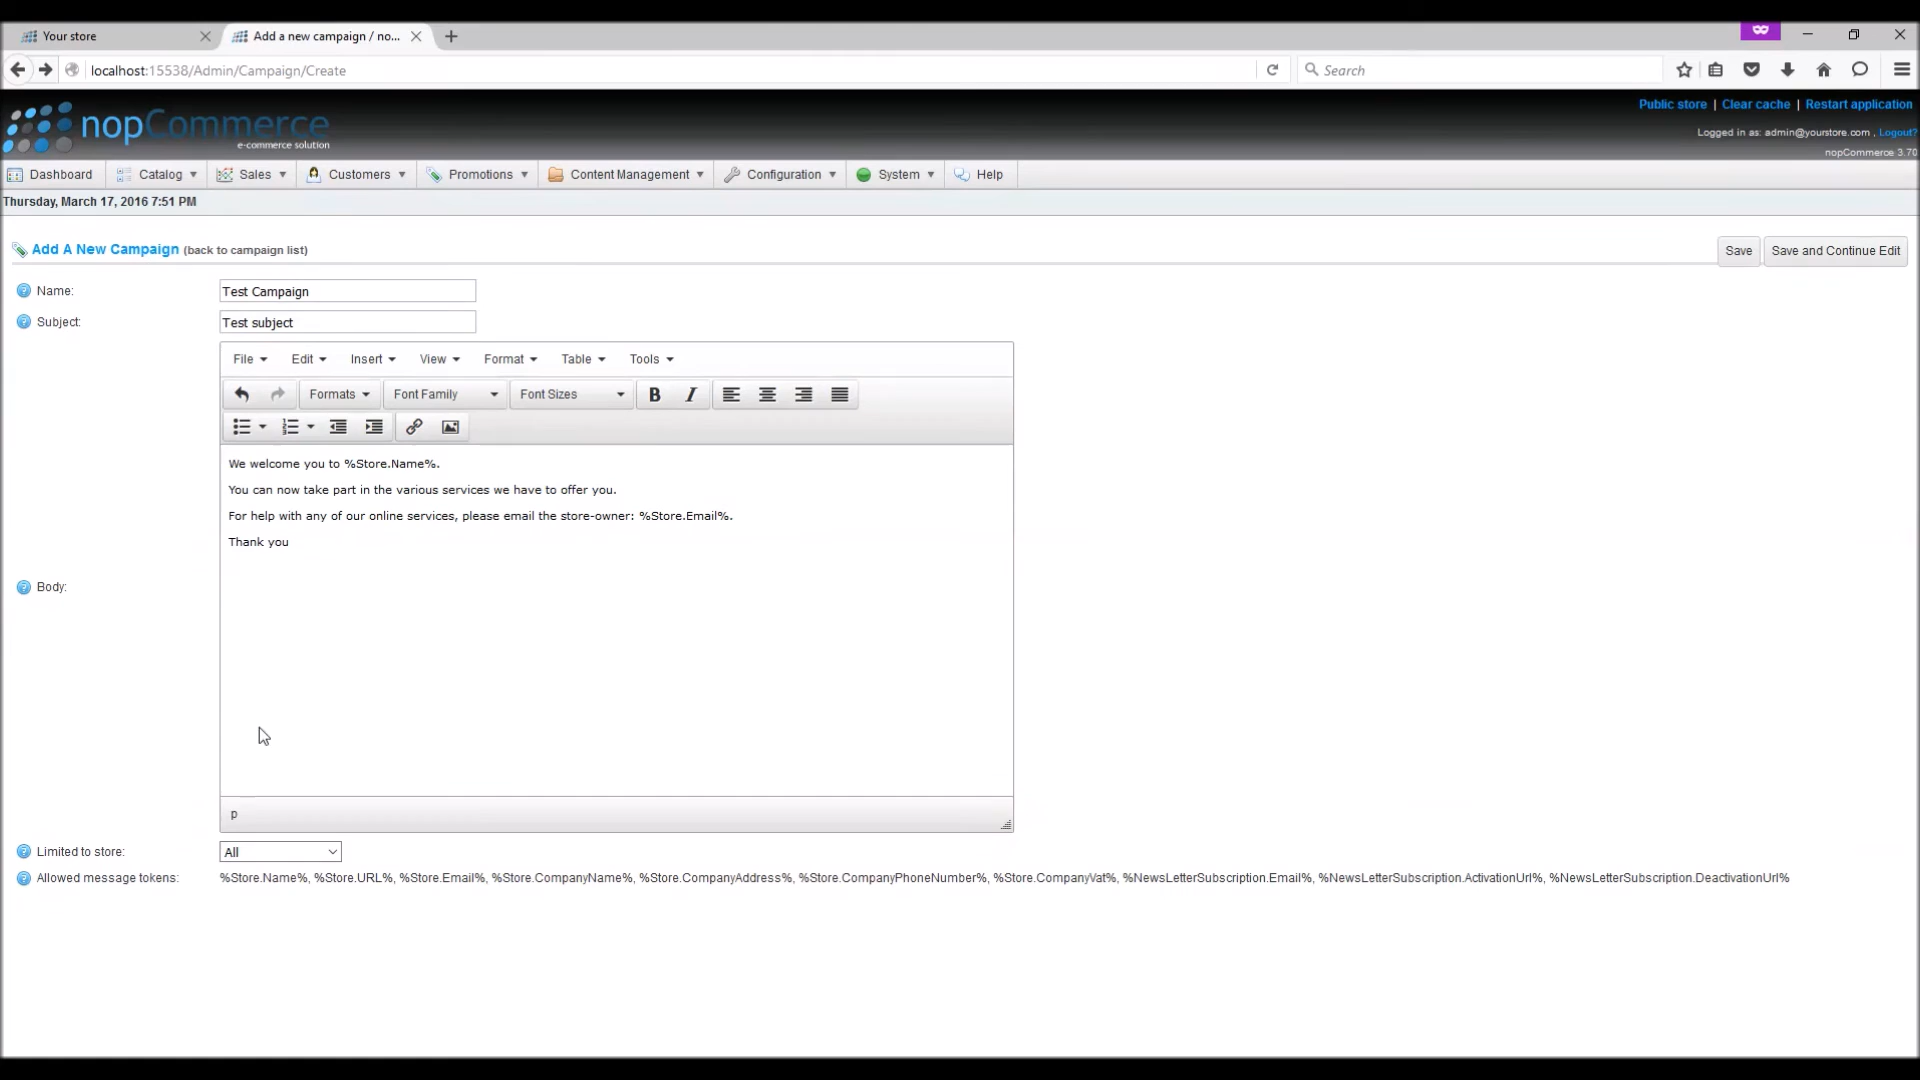 Your store
Add a new campaign / no...
localhost:15538/Admin/Campaign/Create
Search
nopCommerce
e-commerce solution
Public store | Clear cache | Restart application
Logged in as: admin@yourstore.com , Logout?
nopCommerce 3.70
Dashboard Catalog Sales Customers Promotions Content Management Configuration System Help
Thursday, March 17, 2016 7:51 PM
Add A New Campaign (back to campaign list)
Save Save and Continue Edit
Name: Test Campaign
Subject: Test subject
File Edit Insert View Format Table Tools
Formats Font Family Font Sizes B I
We welcome you to %Store.Name%.
You can now take part in the various services we have to offer you.
For help with any of our online services, please email the store-owner: %Store.Email%.
Thank you
Body:
p
Limited to store: All
Allowed message tokens: %Store.Name%, %Store.URL%, %Store.Email%, %Store.CompanyName%, %Store.CompanyAddress%, %Store.CompanyPhoneNumber%, %Store.CompanyVat%, %NewsLetterSubscription.Email%, %NewsLetterSubscription.ActivationUrl%, %NewsLetterSubscription.DeactivationUrl%